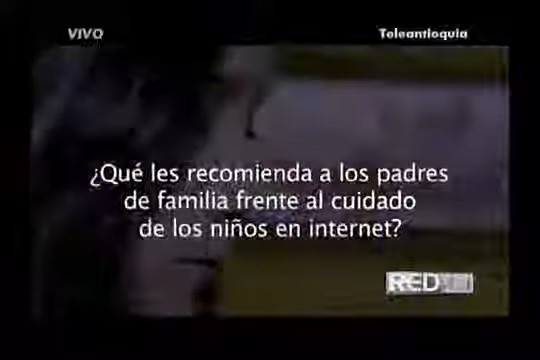 VIVO
Teleantioquia
¿Qué les recomienda a los padres
de familia frente al cuidado
de los niños en internet?
RED